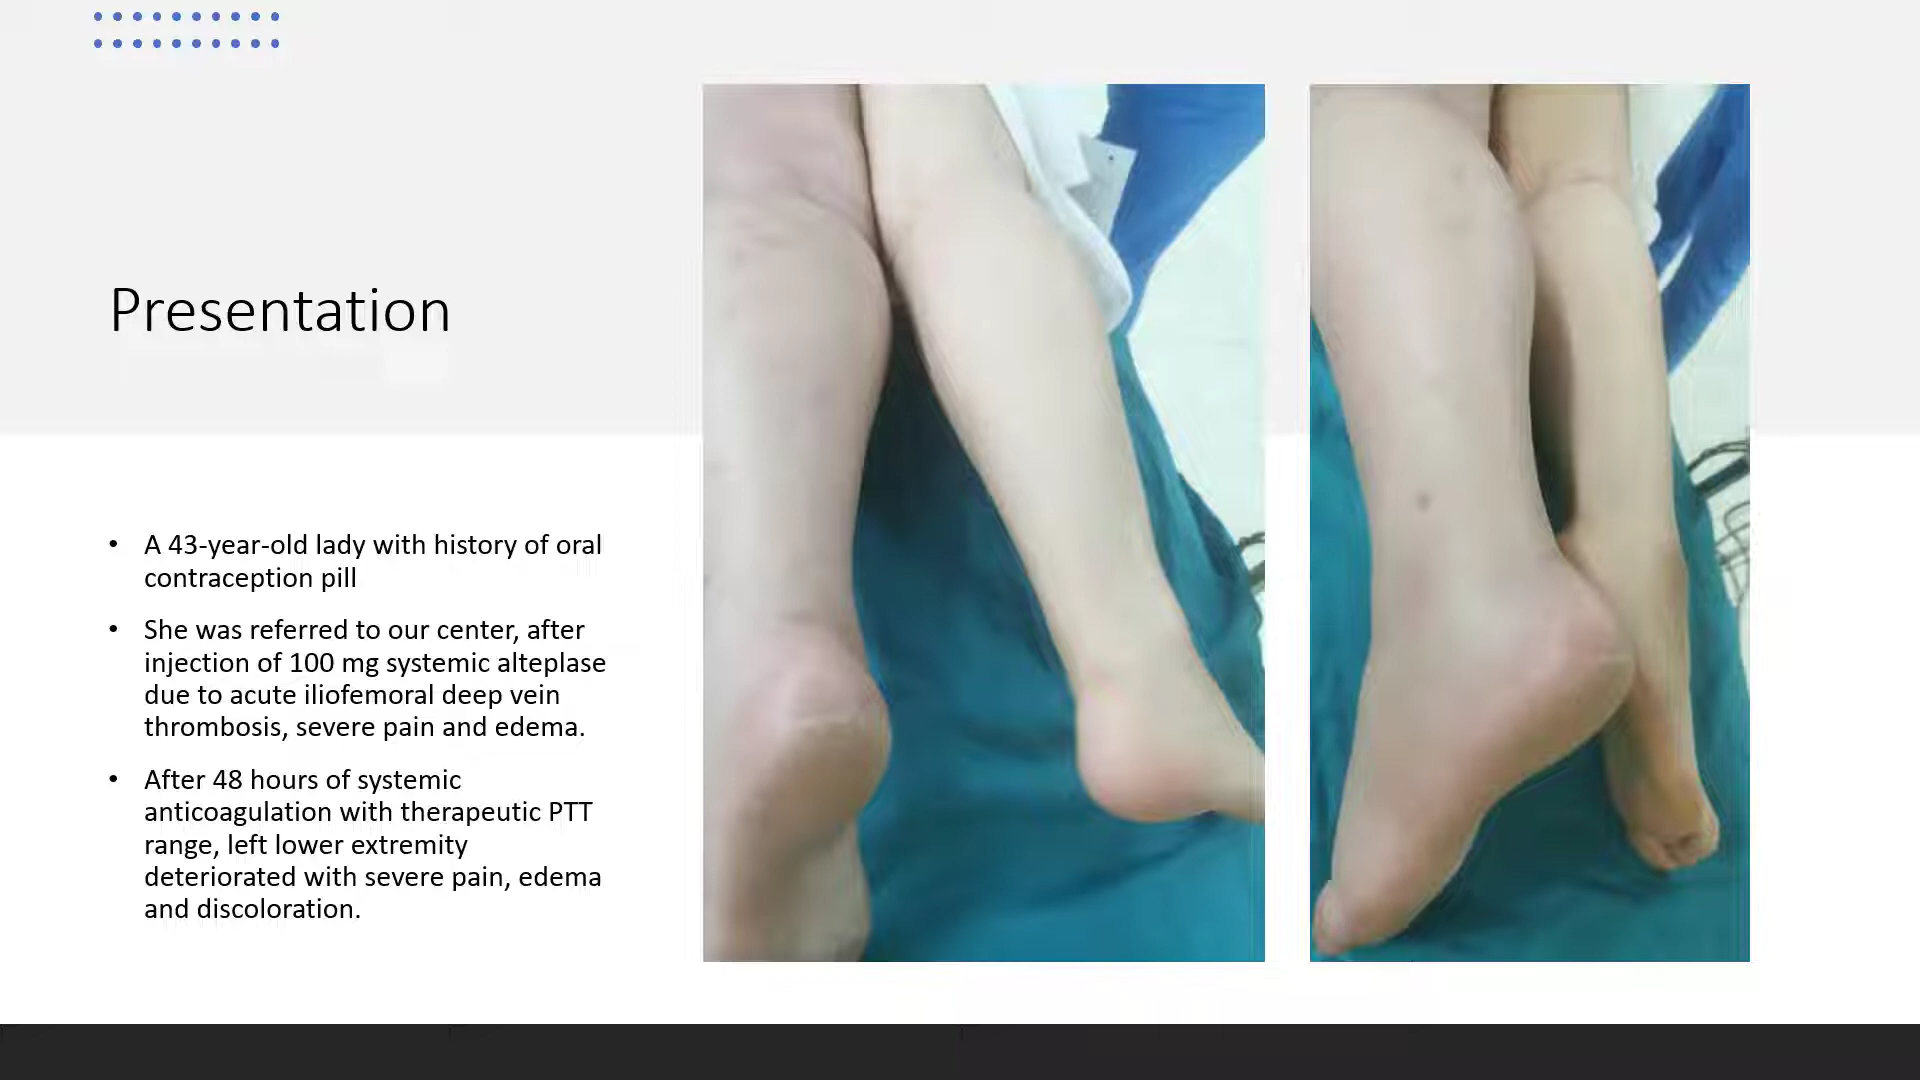 Presentation
• A 43-year-old lady with history of oral
contraception pill
• She was referred to our center, after
injection of 100 mg systemic alteplase
due to acute iliofemoral deep vein
thrombosis, severe pain and edema.
• After 48 hours of systemic
anticoagulation with therapeutic PTT
range, left lower extremity
deteriorated with severe pain, edema
and discoloration.